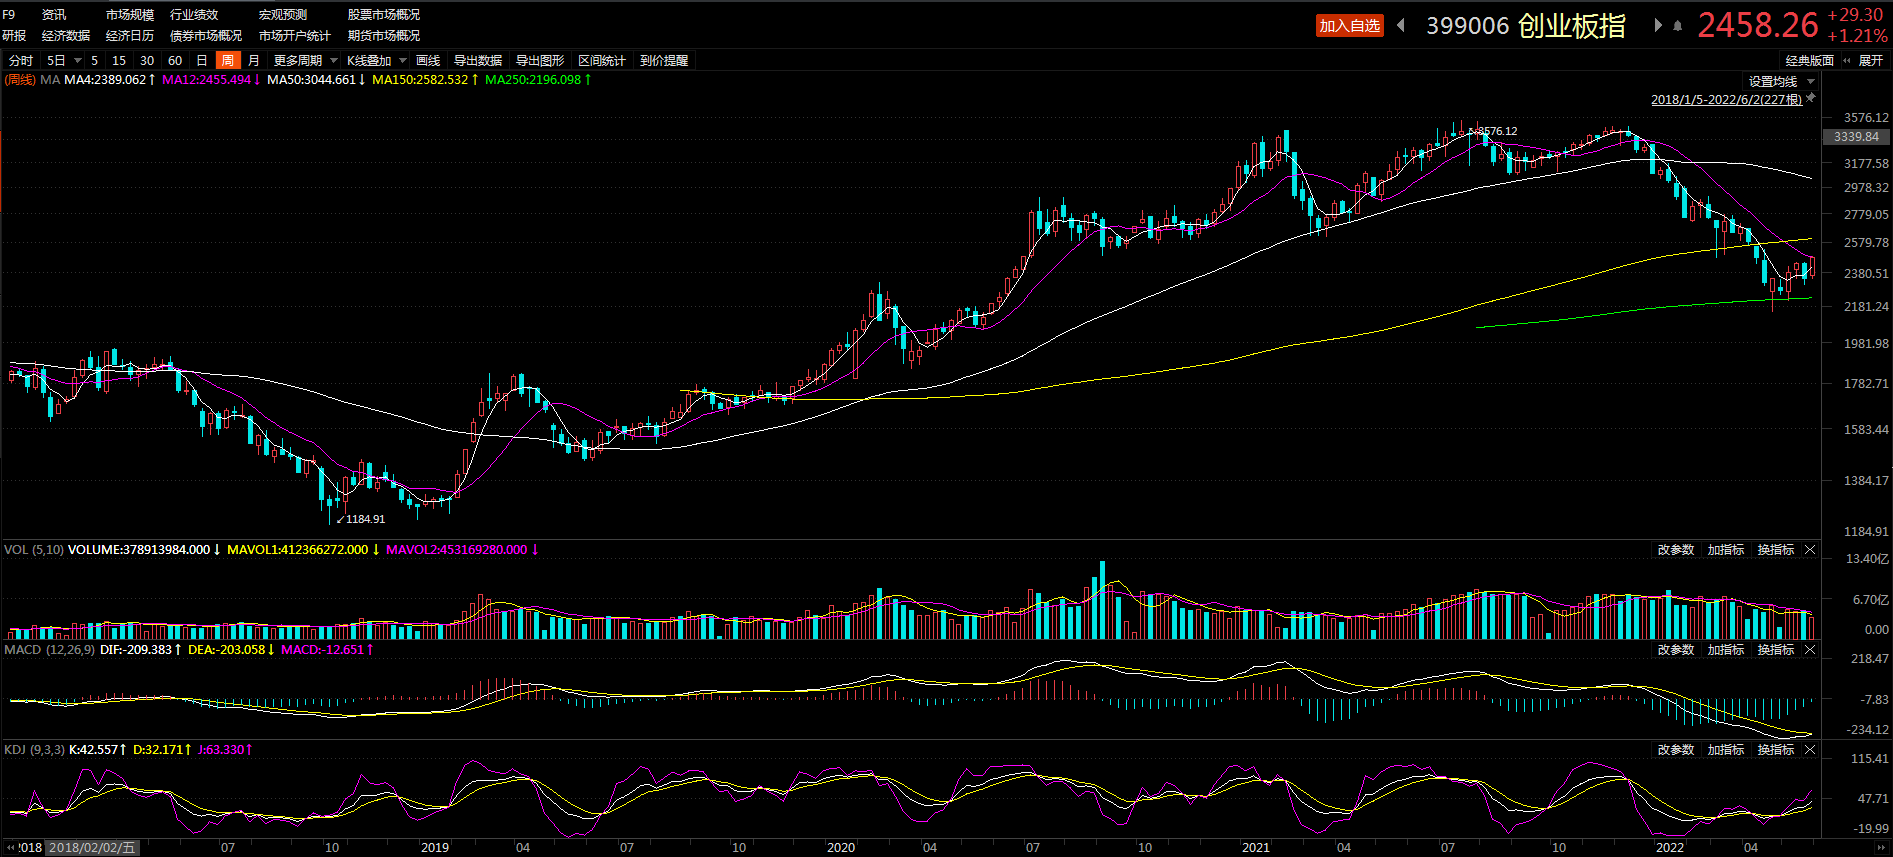 F9 资讯 市场规模 行业绩效 宏观预测 股票市场概况
研报 经济数据 经济日历 债券市场概况 市场开户统计 期货市场概况
加入自选 399006 创业板指 2458.26 +29.30 +1.21%
分时 5日 5 15 30 60 日 周 月 更多周期 K线叠加 画线 导出数据 导出图形 区间统计 到价提醒 经典版面 展开
(周线) MA MA4:2389.062↑ MA12:2455.494↓ MA50:3044.661↓ MA150:2582.532↑ MA250:2196.098↑ 设置均线
2018/1/5-2022/6/2(227根)
3576.12
3576.12
3339.84
3177.58
2978.32
2779.05
2579.78
2380.51
2181.24
1981.98
1782.71
1583.44
1384.17
1184.91
1184.91
VOL (5,10) VOLUME:378913984.000↓ MAVOL1:412366272.000↓ MAVOL2:453169280.000↓ 改参数 加指标 换指标
13.40亿
6.70亿
0.00
MACD (12,26,9) DIF:-209.383↑ DEA:-203.058↓ MACD:-12.651↑ 改参数 加指标 换指标
218.47
-7.83
-234.12
KDJ (9,3,3) K:42.557↑ D:32.171↑ J:63.330↑ 改参数 加指标 换指标
115.41
47.71
-19.99
2018 2018/02/02/五 07 10 2019 04 07 10 2020 04 07 10 2021 04 07 10 2022 04